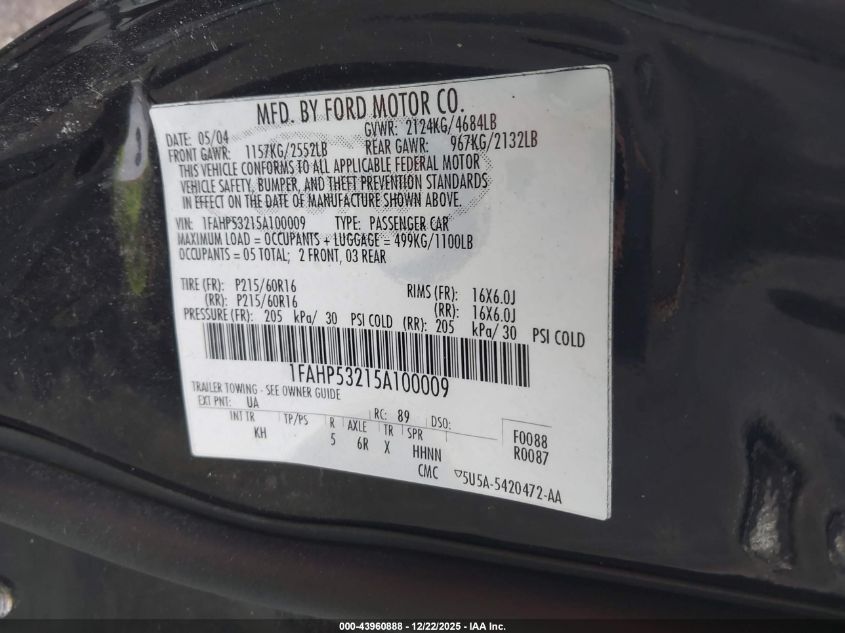 MFD. BY FORD MOTOR CO.
DATE: 05/04 GVWR: 2124KG/4684LB
FRONT GAWR: 1157KG/2552LB REAR GAWR: 967KG/2132LB
THIS VEHICLE CONFORMS TO ALL APPLICABLE FEDERAL MOTOR
VEHICLE SAFETY, BUMPER, AND THEFT PREVENTION STANDARDS
IN EFFECT ON THE DATE OF MANUFACTURE SHOWN ABOVE.
VIN: 1FAHP53215A100009 TYPE: PASSENGER CAR
MAXIMUM LOAD = OCCUPANTS + LUGGAGE = 499KG/1100LB
OCCUPANTS = 05 TOTAL; 2 FRONT, 03 REAR
TIRE (FR): P215/60R16 RIMS (FR): 16X6.0J
(RR): P215/60R16 (RR): 16X6.0J
PRESSURE (FR): 205 kPa/ 30 PSI COLD (RR): 205 kPa/ 30 PSI COLD
1FAHP53215A100009
TRAILER TOWING - SEE OWNER GUIDE
EXT PNT: UA RC: 89 DSO:
INT TR TP/PS R AXLE TR SPR F0088
KH 5 6R X HHNN R0087
CMC ▽5U5A-5420472-AA
000-43960888 - 12/22/2025 - IAA Inc.